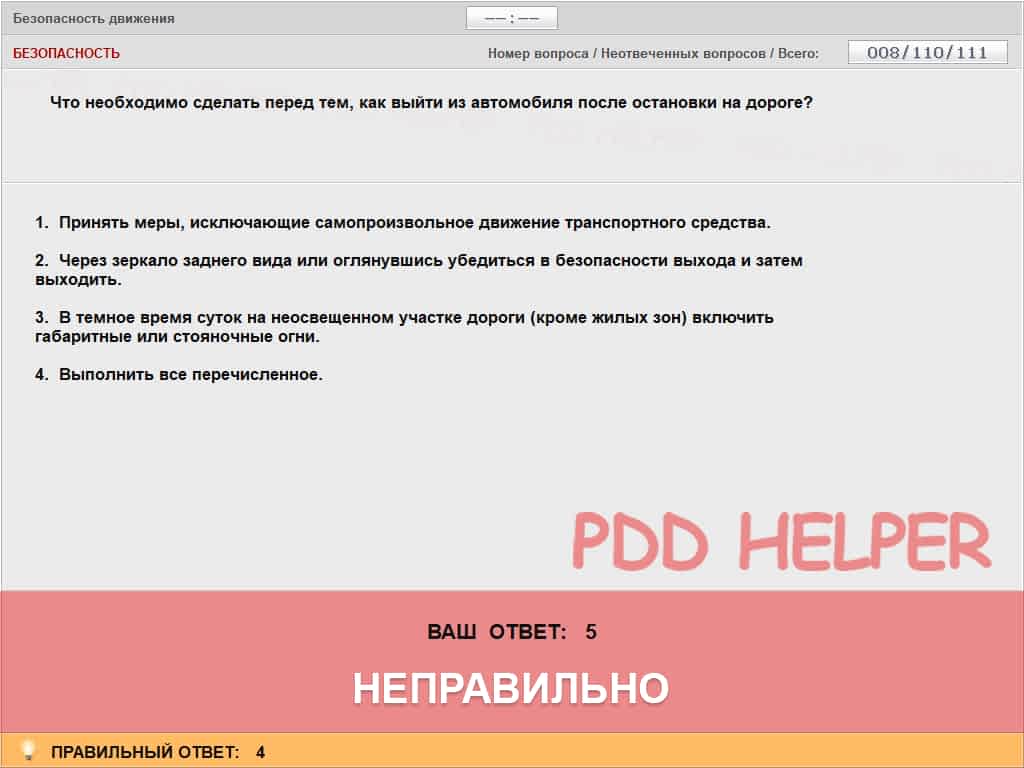 Безопасность движения
––:––
БЕЗОПАСНОСТЬ
Номер вопроса / Неотвеченных вопросов / Всего:
008/110/111
Что необходимо сделать перед тем, как выйти из автомобиля после остановки на дороге?
1. Принять меры, исключающие самопроизвольное движение транспортного средства.
2. Через зеркало заднего вида или оглянувшись убедиться в безопасности выхода и затем
выходить.
3. В темное время суток на неосвещенном участке дороги (кроме жилых зон) включить
габаритные или стояночные огни.
4. Выполнить все перечисленное.
PDD HELPER
ВАШ ОТВЕТ: 5
НЕПРАВИЛЬНО
ПРАВИЛЬНЫЙ ОТВЕТ: 4